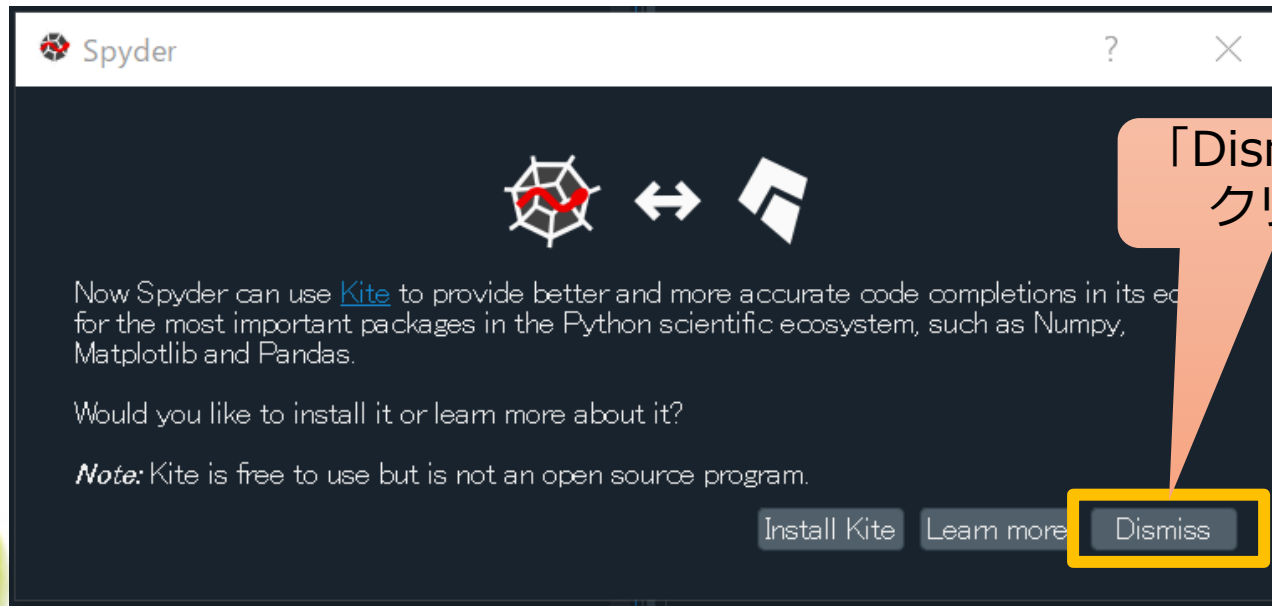 Spyder
「Dis
ク
Now Spyder can use Kite to provide better and more accurate code completions in its
for the most important packages in the Python scientific ecosystem, such as Numpy,
Matplotlib and Pandas.
Would you like to install it or learn more about it?
Note: Kite is free to use but is not an open source program.
Install Kite Learn more Dismiss